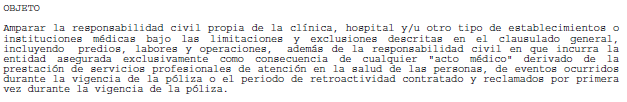 OBJETO
Amparar la responsabilidad civil propia de la clínica, hospital y/u otro tipo de establecimientos o
instituciones médicas bajo las limitaciones y exclusiones descritas en el clausulado general,
incluyendo predios, labores y operaciones, además de la responsabilidad civil en que incurra la
entidad asegurada exclusivamente como consecuencia de cualquier "acto médico" derivado de la
prestación de servicios profesionales de atención en la salud de las personas, de eventos ocurridos
durante la vigencia de la póliza o el periodo de retroactividad contratado y reclamados por primera
vez durante la vigencia de la póliza.